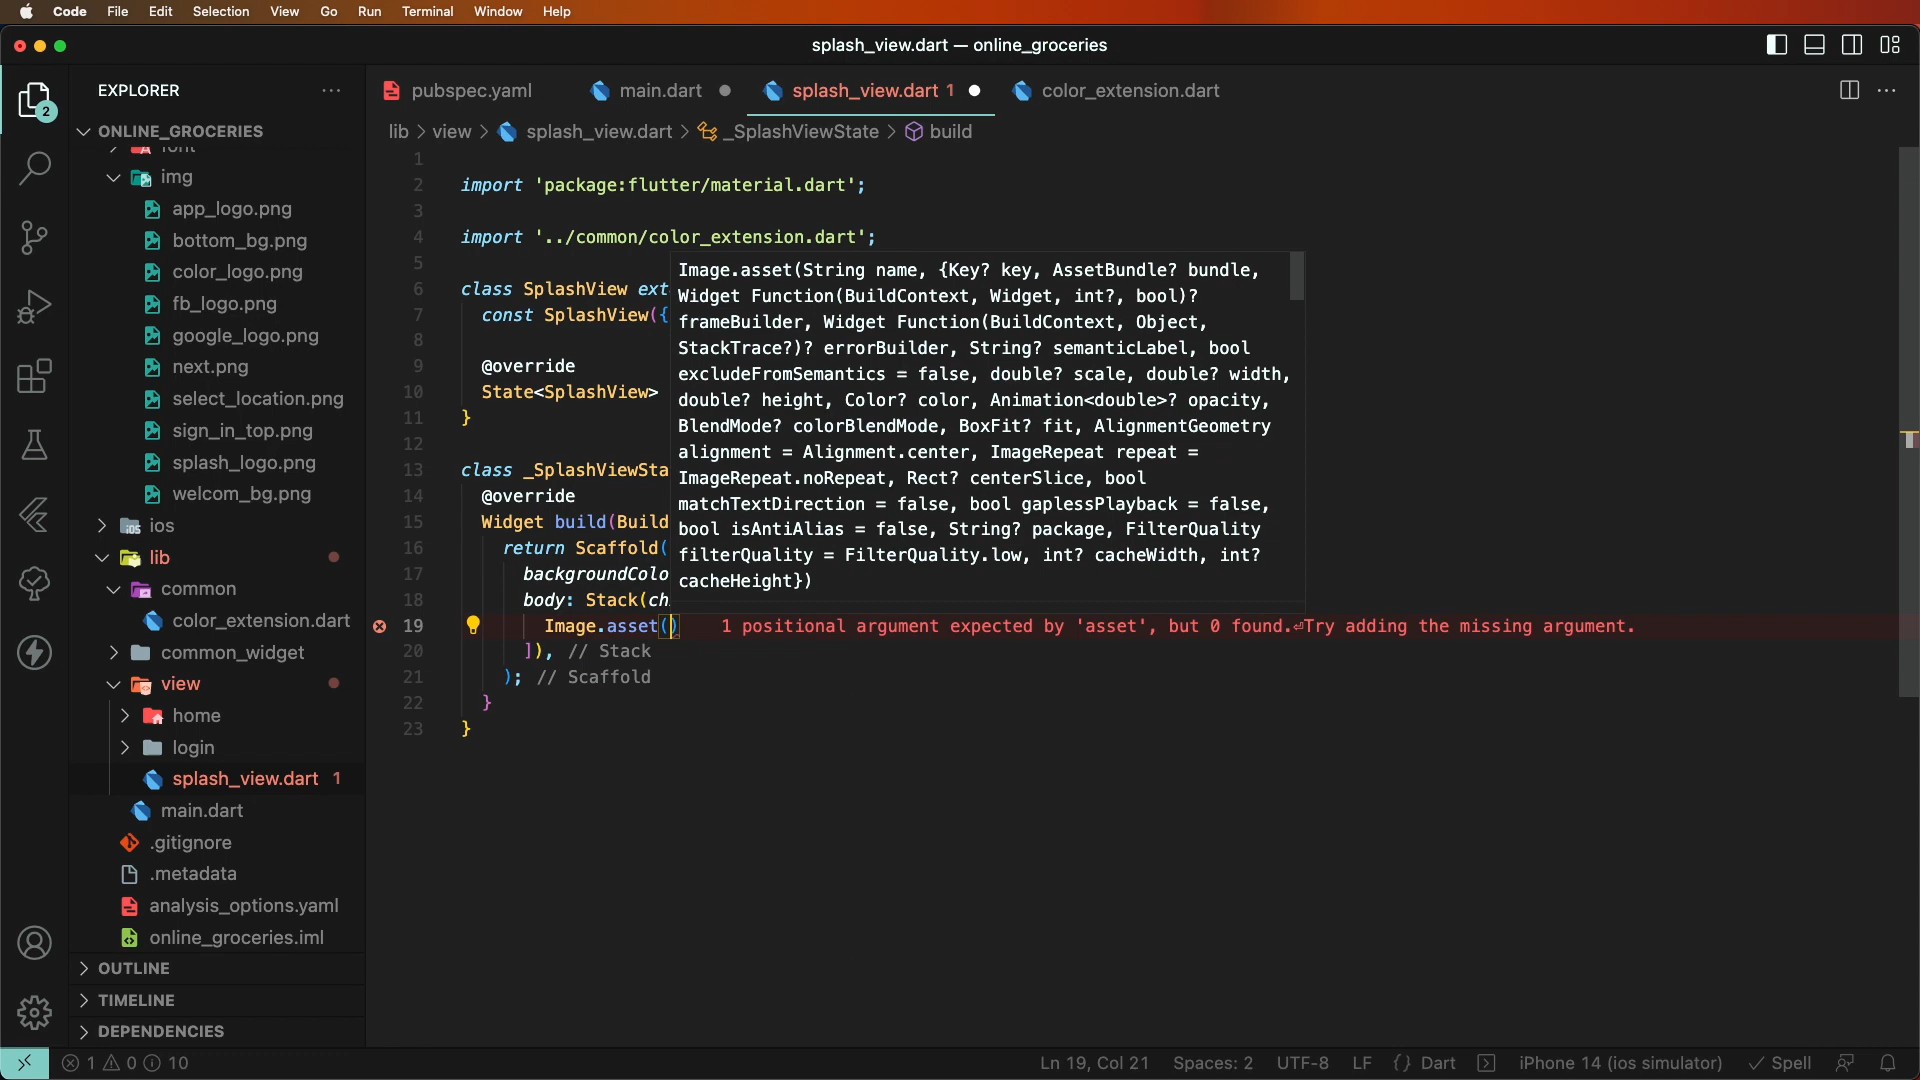 Code File Edit Selection View Go Run Terminal Window Help
splash_view.dart — online_groceries
EXPLORER
pubspec.yaml
main.dart
splash_view.dart 1
color_extension.dart
2
lib > view > splash_view.dart > _SplashViewState > build
ONLINE_GROCERIES
font
img
app_logo.png
bottom_bg.png
color_logo.png
fb_logo.png
google_logo.png
next.png
select_location.png
sign_in_top.png
splash_logo.png
welcom_bg.png
ios
lib
common
color_extension.dart
common_widget
view
home
login
splash_view.dart 1
main.dart
.gitignore
.metadata
analysis_options.yaml
online_groceries.iml
OUTLINE
TIMELINE
DEPENDENCIES
1
2 import 'package:flutter/material.dart';
3
4 import '../common/color_extension.dart';
5
6 class SplashView ext
7 const SplashView({
8
9 @override
10 State<SplashView>
11 }
12
13 class _SplashViewSta
14 @override
15 Widget build(Build
16 return Scaffold(
17 backgroundColo
18 body: Stack(ch
19 Image.asset() 1 positional argument expected by 'asset', but 0 found.⏎Try adding the missing argument.
20 ]), // Stack
21 ); // Scaffold
22 }
23 }
Image.asset(String name, {Key? key, AssetBundle? bundle,
Widget Function(BuildContext, Widget, int?, bool)?
frameBuilder, Widget Function(BuildContext, Object,
StackTrace?)? errorBuilder, String? semanticLabel, bool
excludeFromSemantics = false, double? scale, double? width,
double? height, Color? color, Animation<double>? opacity,
BlendMode? colorBlendMode, BoxFit? fit, AlignmentGeometry
alignment = Alignment.center, ImageRepeat repeat =
ImageRepeat.noRepeat, Rect? centerSlice, bool
matchTextDirection = false, bool gaplessPlayback = false,
bool isAntiAlias = false, String? package, FilterQuality
filterQuality = FilterQuality.low, int? cacheWidth, int?
cacheHeight})
1 0 10
Ln 19, Col 21 Spaces: 2 UTF-8 LF {} Dart iPhone 14 (ios simulator) Spell